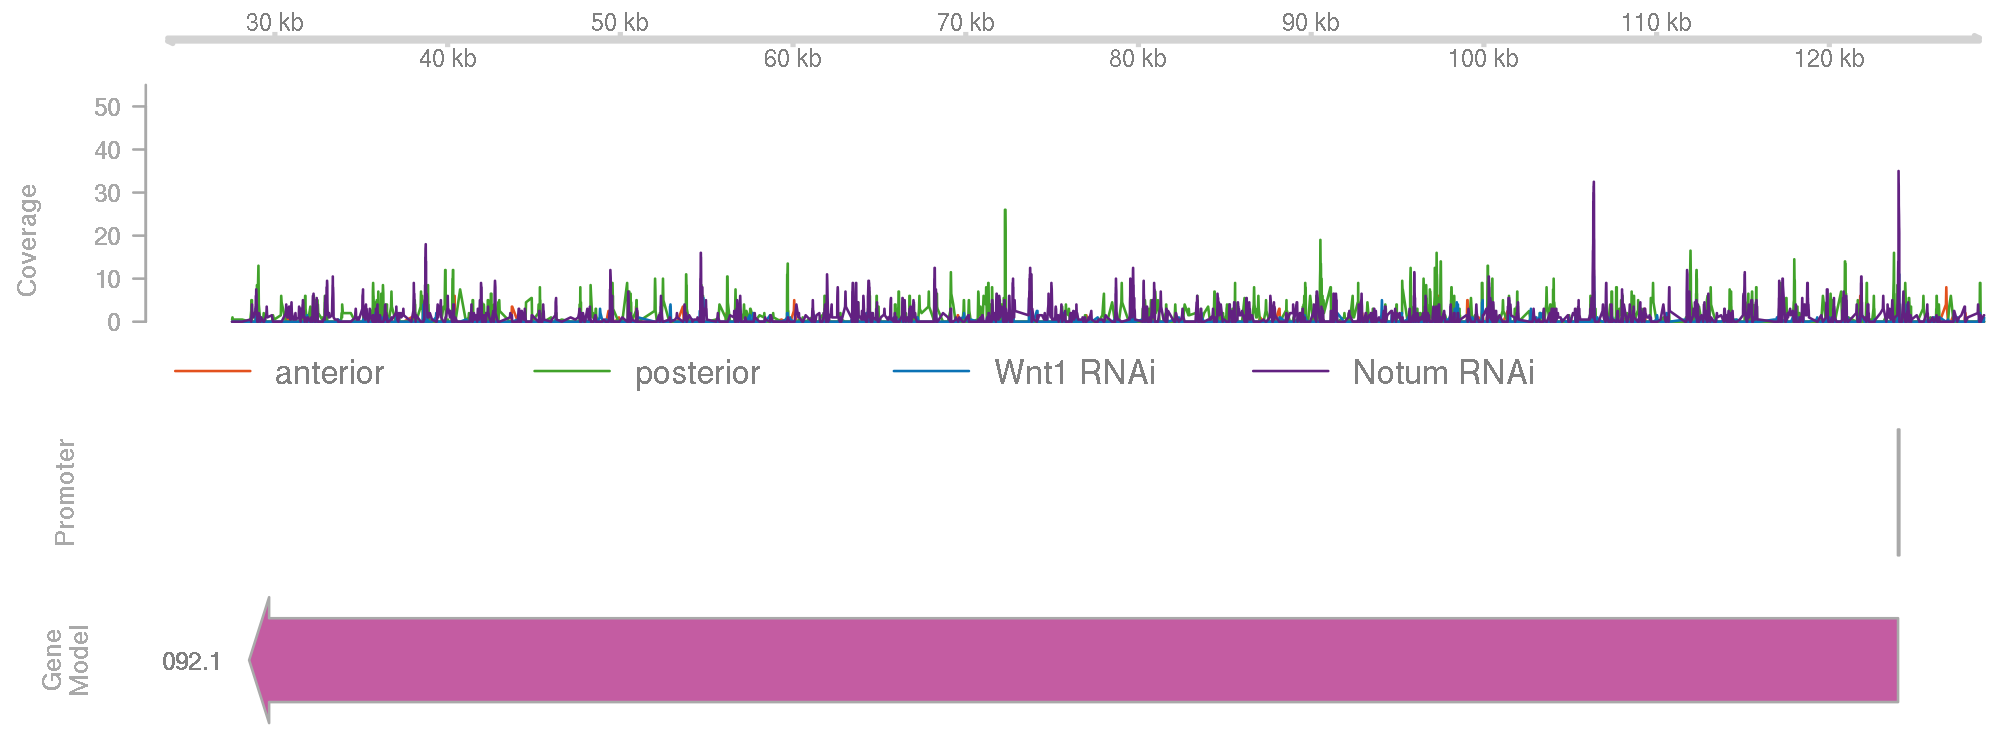 30 kb 50 kb 70 kb 90 kb 110 kb
40 kb 60 kb 80 kb 100 kb 120 kb
50
40
30
20
10
0
Coverage
anterior posterior Wnt1 RNAi Notum RNAi
Promoter
Gene
Model
092.1